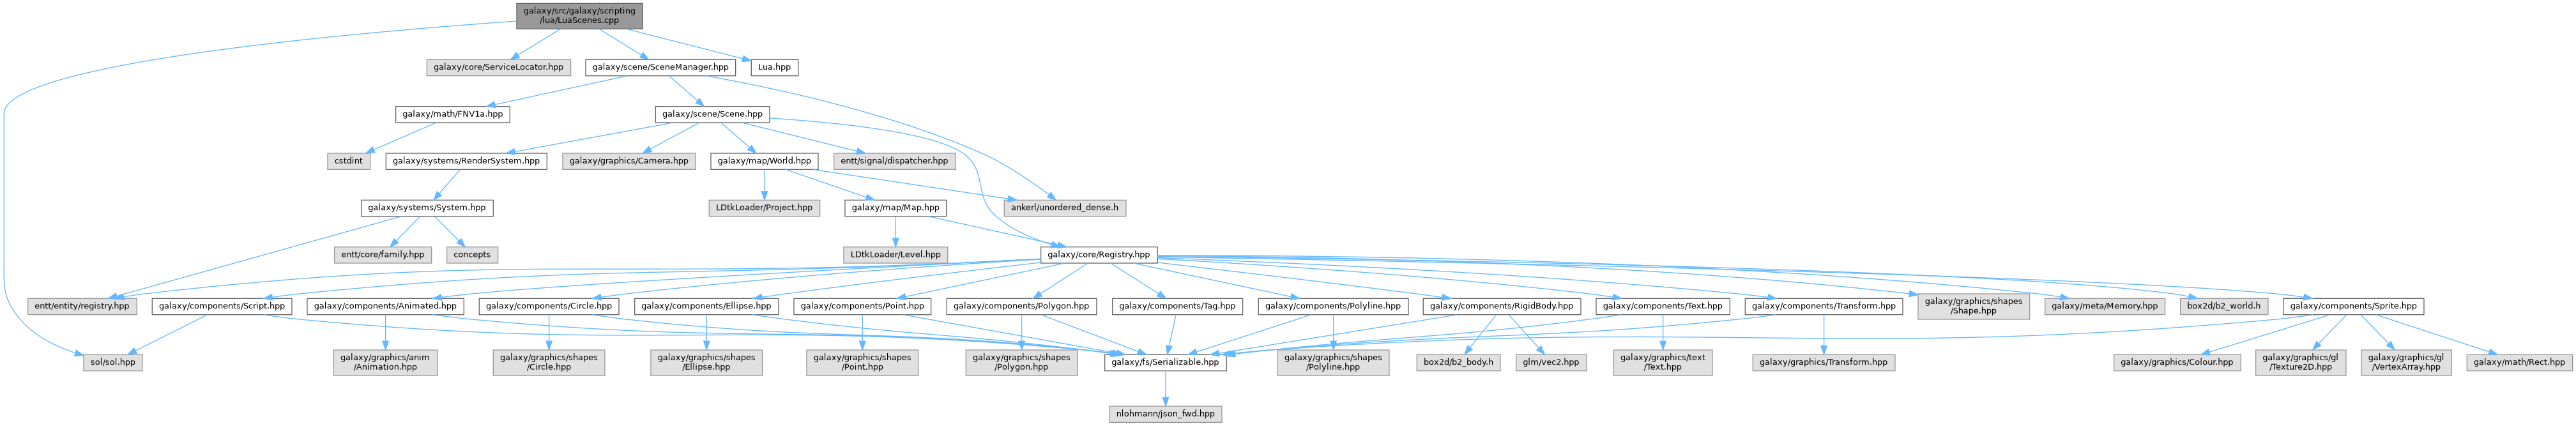 galaxy/src/galaxy/scripting
/lua/LuaScenes.cpp
galaxy/core/ServiceLocator.hpp
galaxy/scene/SceneManager.hpp
Lua.hpp
galaxy/math/FNV1a.hpp
galaxy/scene/Scene.hpp
cstdint
galaxy/systems/RenderSystem.hpp
galaxy/graphics/Camera.hpp
galaxy/map/World.hpp
entt/signal/dispatcher.hpp
galaxy/systems/System.hpp
LDtkLoader/Project.hpp
galaxy/map/Map.hpp
ankerl/unordered_dense.h
entt/core/family.hpp
concepts
LDtkLoader/Level.hpp
galaxy/core/Registry.hpp
entt/entity/registry.hpp
galaxy/components/Script.hpp
galaxy/components/Animated.hpp
galaxy/components/Circle.hpp
galaxy/components/Ellipse.hpp
galaxy/components/Point.hpp
galaxy/components/Polygon.hpp
galaxy/components/Tag.hpp
galaxy/components/Polyline.hpp
galaxy/components/RigidBody.hpp
galaxy/components/Text.hpp
galaxy/components/Transform.hpp
galaxy/graphics/shapes
/Shape.hpp
galaxy/meta/Memory.hpp
box2d/b2_world.h
galaxy/components/Sprite.hpp
sol/sol.hpp
galaxy/graphics/anim
/Animation.hpp
galaxy/graphics/shapes
/Circle.hpp
galaxy/graphics/shapes
/Ellipse.hpp
galaxy/graphics/shapes
/Point.hpp
galaxy/graphics/shapes
/Polygon.hpp
galaxy/fs/Serializable.hpp
galaxy/graphics/shapes
/Polyline.hpp
box2d/b2_body.h
glm/vec2.hpp
galaxy/graphics/text
/Text.hpp
galaxy/graphics/Transform.hpp
galaxy/graphics/Colour.hpp
galaxy/graphics/gl
/Texture2D.hpp
galaxy/graphics/gl
/VertexArray.hpp
galaxy/math/Rect.hpp
nlohmann/json_fwd.hpp